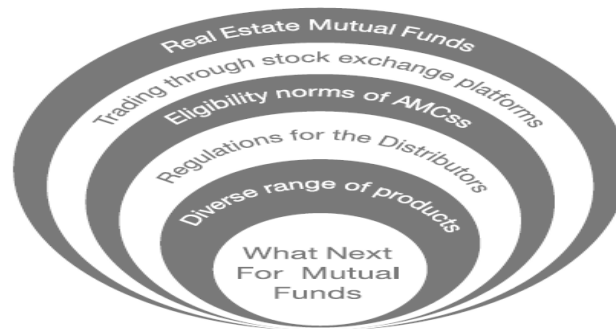 Real Estate Mutual Funds
Trading through stock exchange platforms
Eligibility norms of AMCss
Regulations for the Distributors
Diverse range of products
What Next
For Mutual
Funds